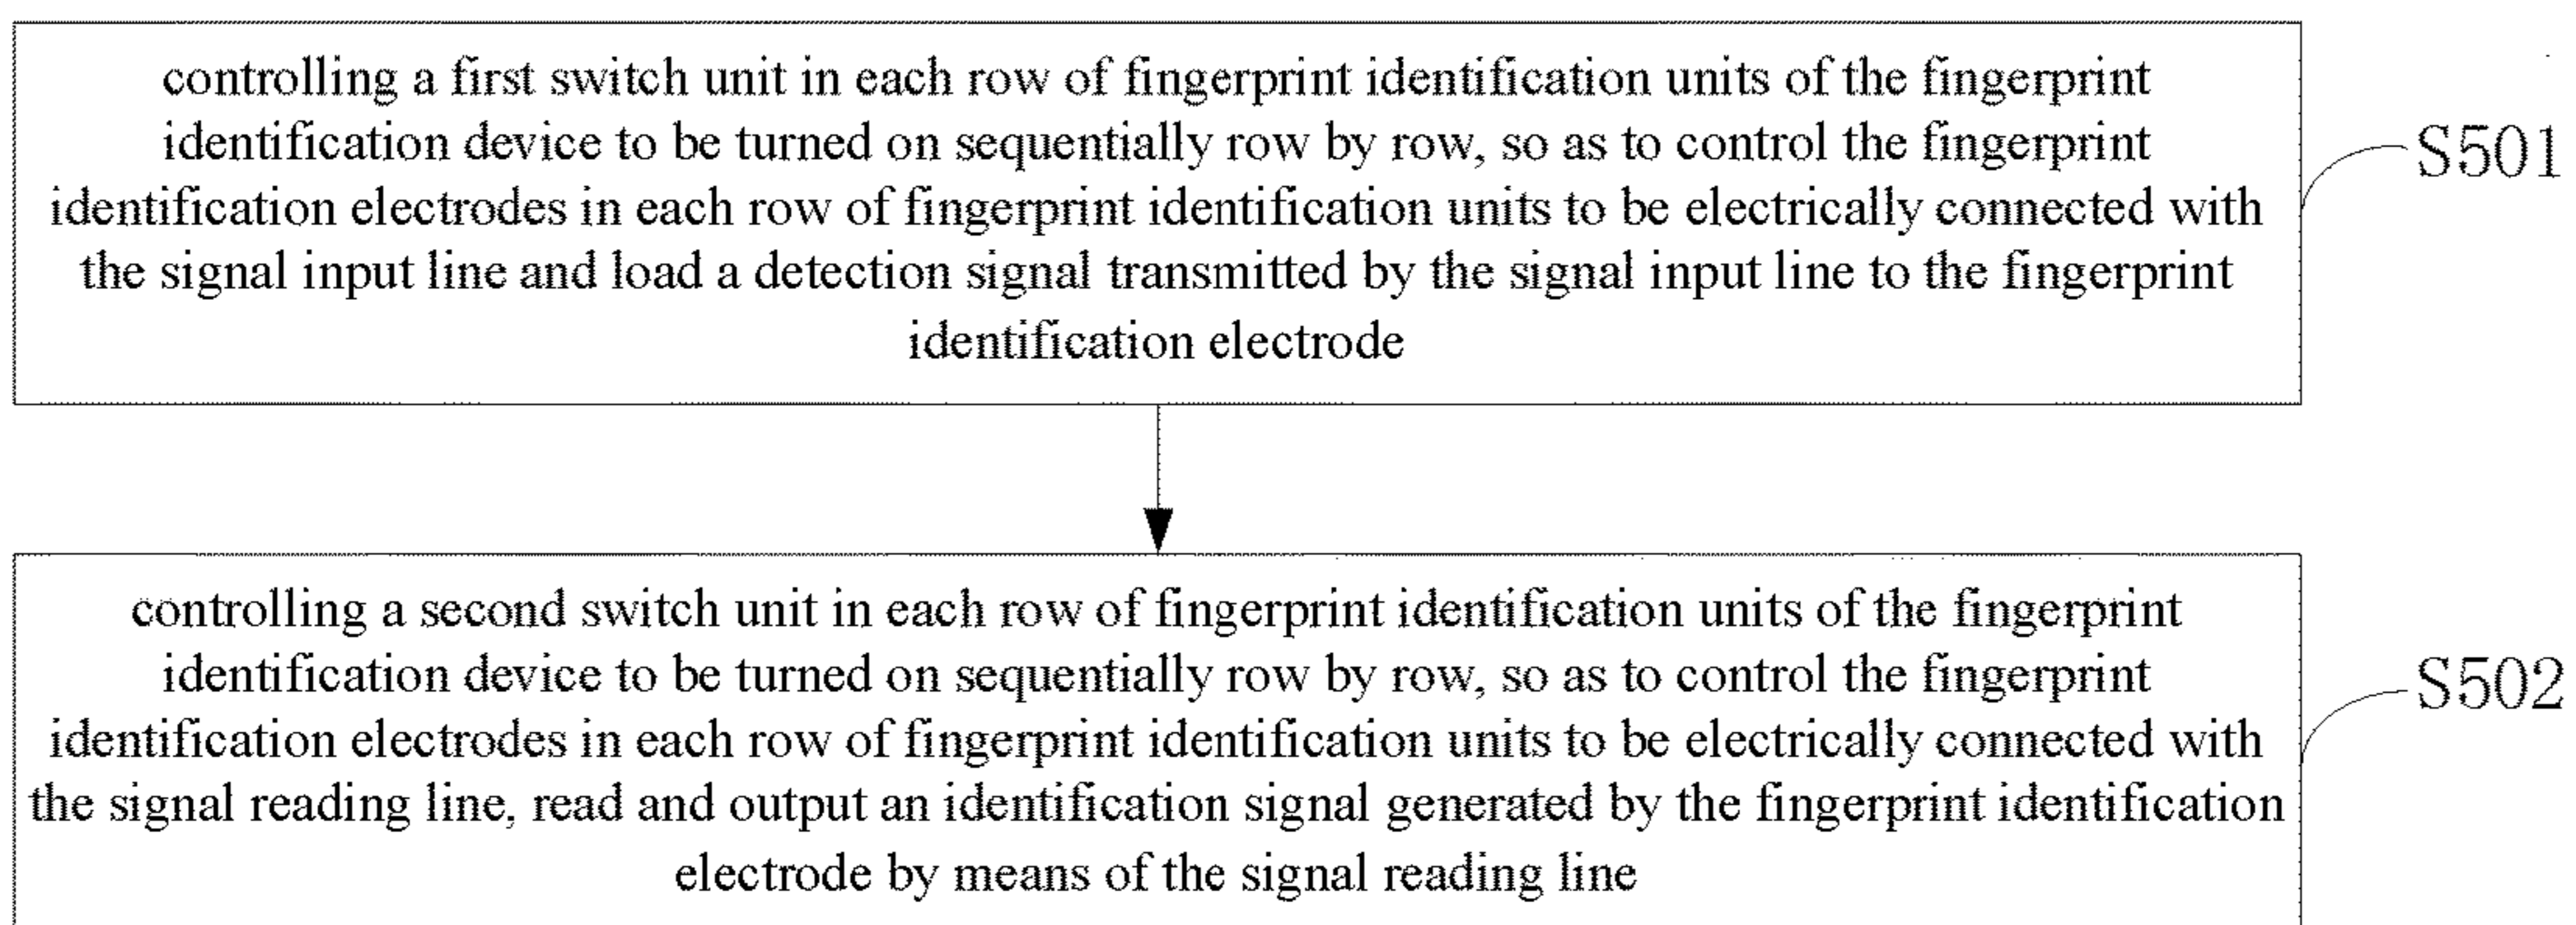 controlling a first switch unit in each row of fingerprint identification units of the fingerprint
identification device to be turned on sequentially row by row, so as to control the fingerprint
identification electrodes in each row of fingerprint identification units to be electrically connected with
the signal input line and load a detection signal transmitted by the signal input line to the fingerprint
identification electrode
S501
controlling a second switch unit in each row of fingerprint identification units of the fingerprint
identification device to be turned on sequentially row by row, so as to control the fingerprint
identification electrodes in each row of fingerprint identification units to be electrically connected with
the signal reading line, read and output an identification signal generated by the fingerprint identification
electrode by means of the signal reading line
S502